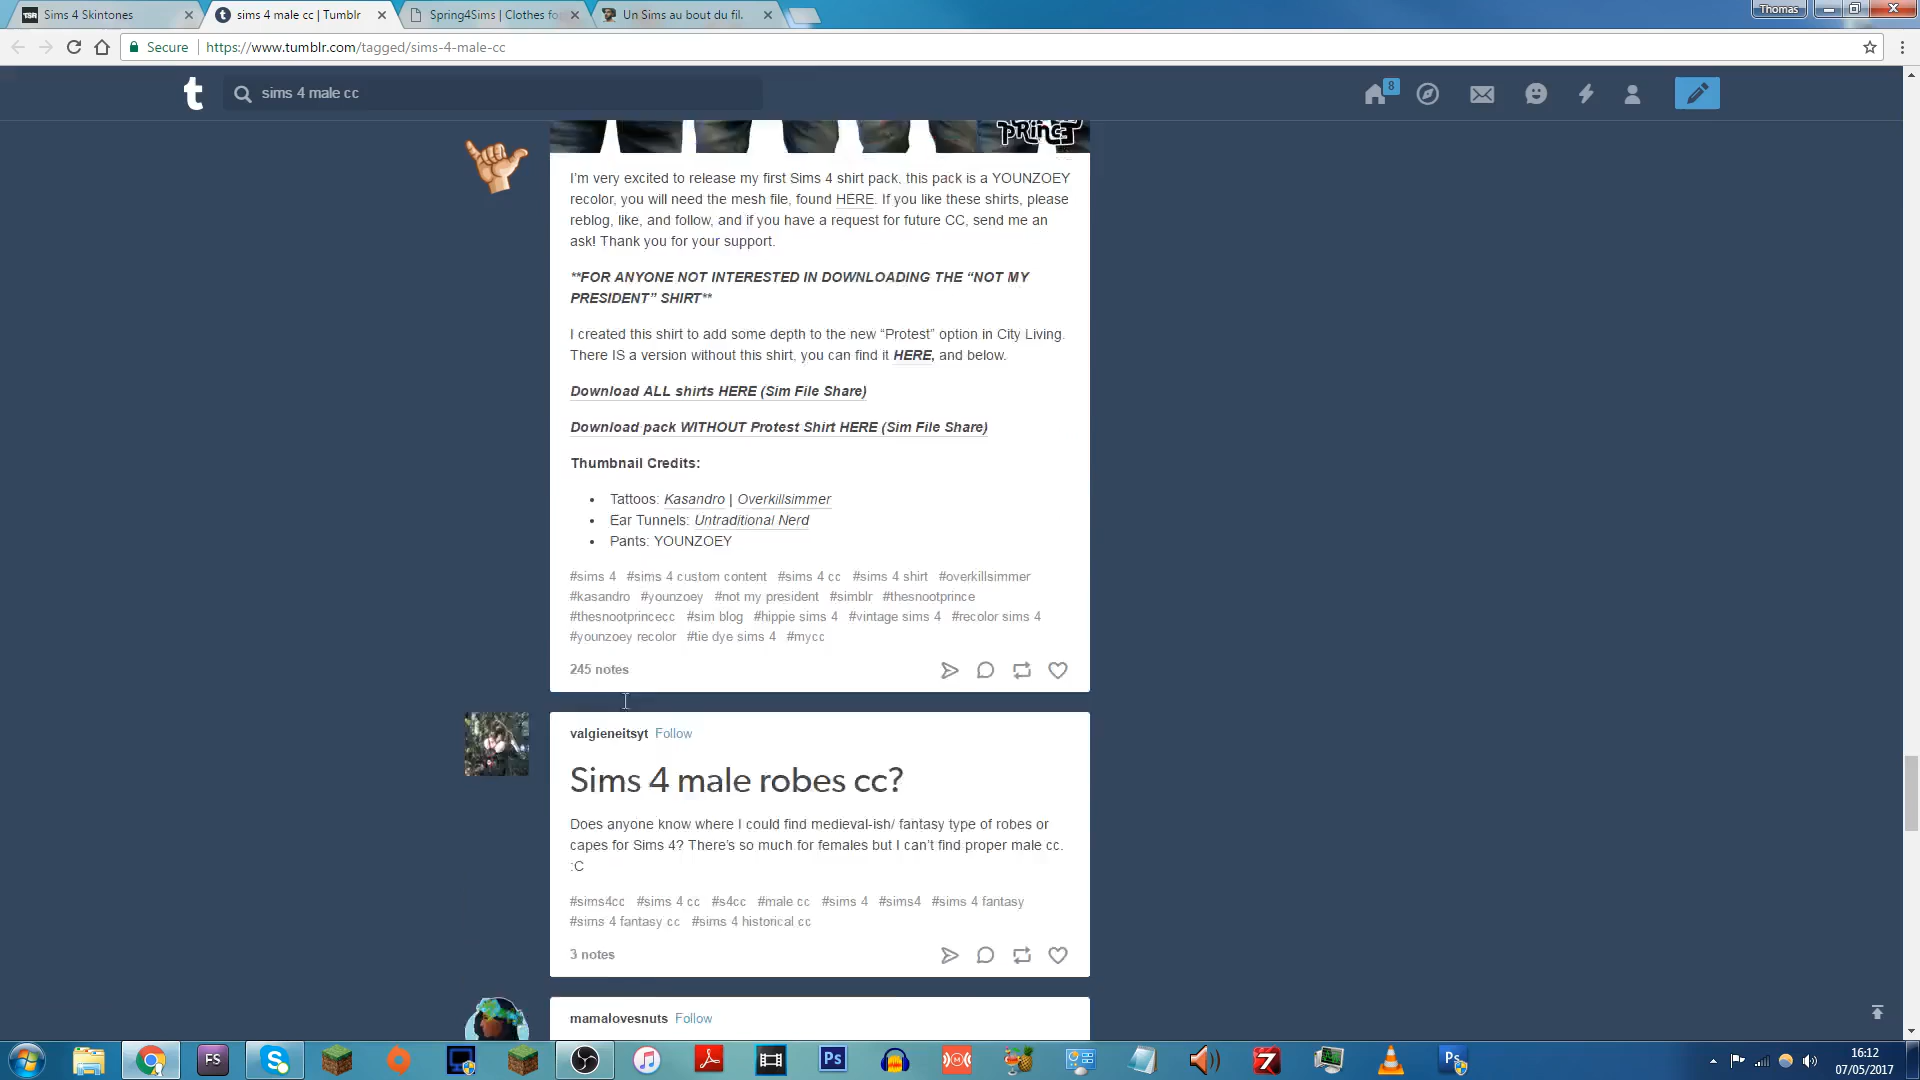 Sims 4 Skintones
sims 4 male cc | Tumblr
Spring4Sims | Clothes fo
Un Sims au bout du fil.
Thomas
Secure
https://www.tumblr.com/tagged/sims-4-male-cc
sims 4 male cc
8
PRINCE
I'm very excited to release my first Sims 4 shirt pack, this pack is a YOUNZOEY
recolor, you will need the mesh file, found HERE. If you like these shirts, please
reblog, like, and follow, and if you have a request for future CC, send me an
ask! Thank you for your support.
**FOR ANYONE NOT INTERESTED IN DOWNLOADING THE “NOT MY
PRESIDENT” SHIRT**
I created this shirt to add some depth to the new “Protest” option in City Living.
There IS a version without this shirt, you can find it HERE, and below.
Download ALL shirts HERE (Sim File Share)
Download pack WITHOUT Protest Shirt HERE (Sim File Share)
Thumbnail Credits:
• Tattoos: Kasandro | Overkillsimmer
• Ear Tunnels: Untraditional Nerd
• Pants: YOUNZOEY
#sims 4 #sims 4 custom content #sims 4 cc #sims 4 shirt #overkillsimmer
#kasandro #younzoey #not my president #simblr #thesnootprince
#thesnootprincecc #sim blog #hippie sims 4 #vintage sims 4 #recolor sims 4
#younzoey recolor #tie dye sims 4 #mycc
245 notes
valgieneitsyt Follow
Sims 4 male robes cc?
Does anyone know where I could find medieval-ish/ fantasy type of robes or
capes for Sims 4? There's so much for females but I can't find proper male cc.
:C
#sims4cc #sims 4 cc #s4cc #male cc #sims 4 #sims4 #sims 4 fantasy
#sims 4 fantasy cc #sims 4 historical cc
3 notes
mamalovesnuts Follow
16:12
07/05/2017